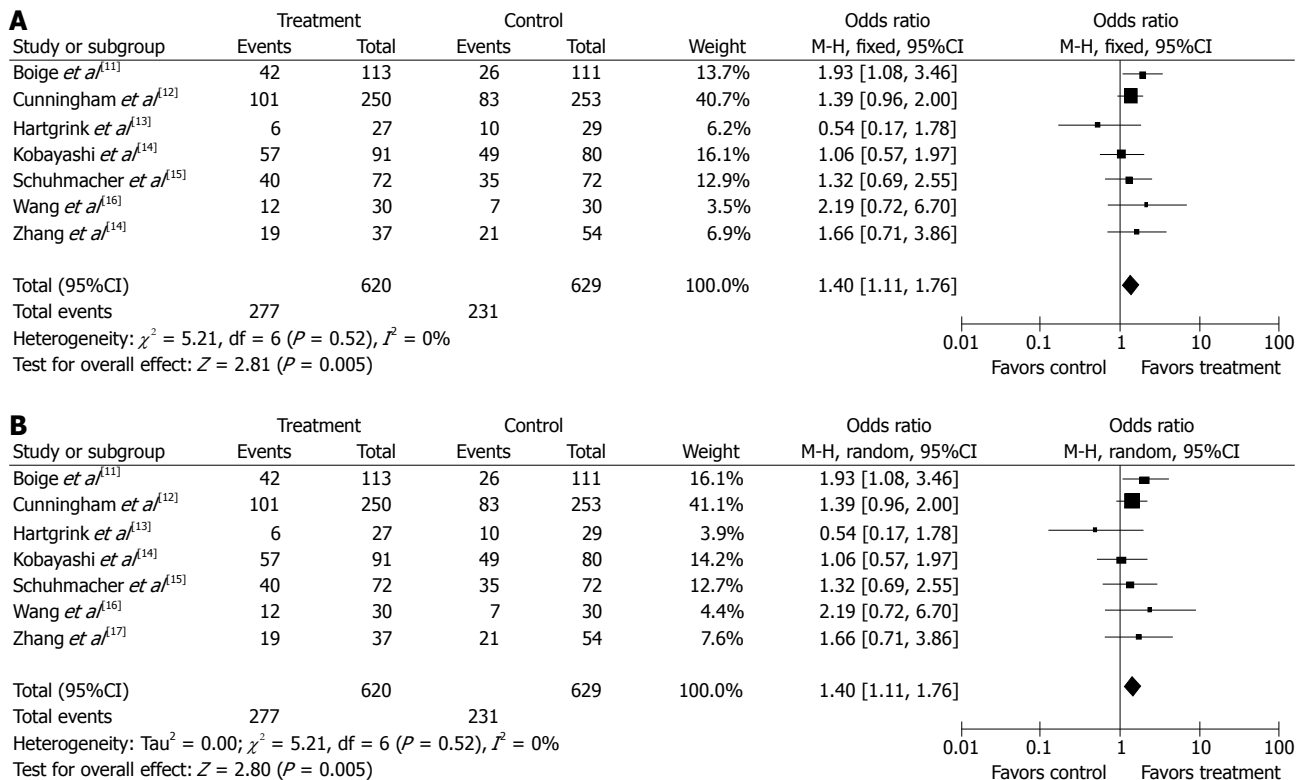 A
Treatment Control Odds ratio Odds ratio
Study or subgroup Events Total Events Total Weight M-H, fixed, 95%CI M-H, fixed, 95%CI
Boige et al[11] 42 113 26 111 13.7% 1.93 [1.08, 3.46]
Cunningham et al[12] 101 250 83 253 40.7% 1.39 [0.96, 2.00]
Hartgrink et al[13] 6 27 10 29 6.2% 0.54 [0.17, 1.78]
Kobayashi et al[14] 57 91 49 80 16.1% 1.06 [0.57, 1.97]
Schuhmacher et al[15] 40 72 35 72 12.9% 1.32 [0.69, 2.55]
Wang et al[16] 12 30 7 30 3.5% 2.19 [0.72, 6.70]
Zhang et al[14] 19 37 21 54 6.9% 1.66 [0.71, 3.86]
Total (95%CI) 620 629 100.0% 1.40 [1.11, 1.76]
Total events 277 231
Heterogeneity: χ² = 5.21, df = 6 (P = 0.52), I² = 0%
Test for overall effect: Z = 2.81 (P = 0.005)
0.01 0.1 1 10 100
Favors control Favors treatment
B
Treatment Control Odds ratio Odds ratio
Study or subgroup Events Total Events Total Weight M-H, random, 95%CI M-H, random, 95%CI
Boige et al[11] 42 113 26 111 16.1% 1.93 [1.08, 3.46]
Cunningham et al[12] 101 250 83 253 41.1% 1.39 [0.96, 2.00]
Hartgrink et al[13] 6 27 10 29 3.9% 0.54 [0.17, 1.78]
Kobayashi et al[14] 57 91 49 80 14.2% 1.06 [0.57, 1.97]
Schuhmacher et al[15] 40 72 35 72 12.7% 1.32 [0.69, 2.55]
Wang et al[16] 12 30 7 30 4.4% 2.19 [0.72, 6.70]
Zhang et al[17] 19 37 21 54 7.6% 1.66 [0.71, 3.86]
Total (95%CI) 620 629 100.0% 1.40 [1.11, 1.76]
Total events 277 231
Heterogeneity: Tau² = 0.00; χ² = 5.21, df = 6 (P = 0.52), I² = 0%
Test for overall effect: Z = 2.80 (P = 0.005)
0.01 0.1 1 10 100
Favors control Favors treatment